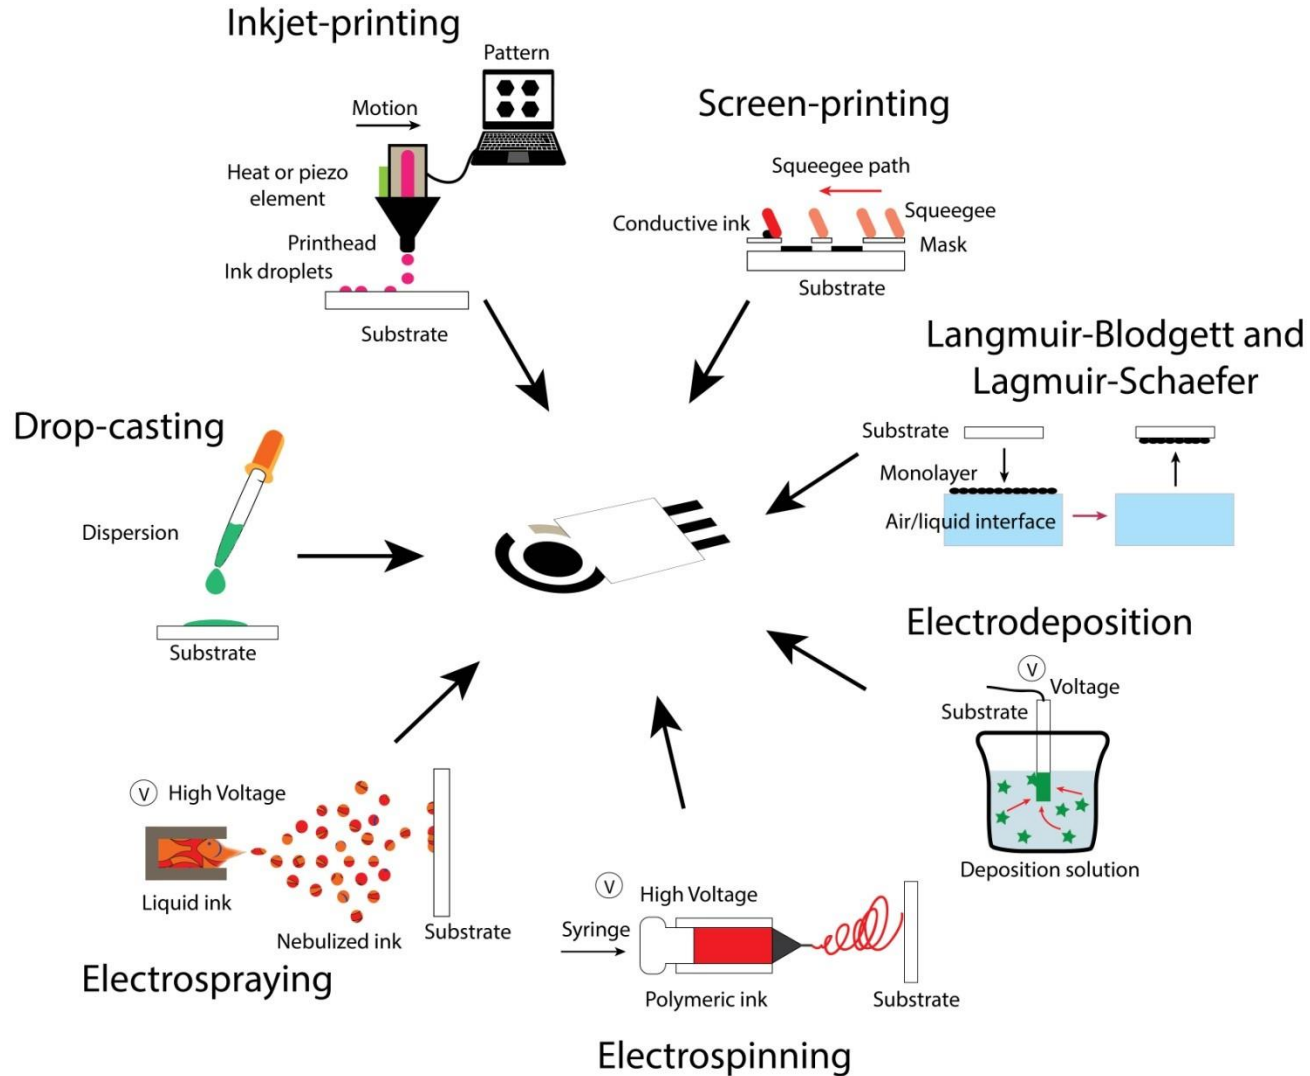 Inkjet-printing
Pattern
Motion
Heat or piezo
element
Printhead
Ink droplets
Substrate
Screen-printing
Squeegee path
Conductive ink
Squeegee
Mask
Substrate
Langmuir-Blodgett and
Lagmuir-Schaefer
Substrate
Monolayer
Air/liquid interface
Drop-casting
Dispersion
Substrate
Electrodeposition
V
Voltage
Substrate
Deposition solution
V High Voltage
Liquid ink
Nebulized ink
Substrate
Electrospraying
V High Voltage
Syringe
Polymeric ink
Substrate
Electrospinning